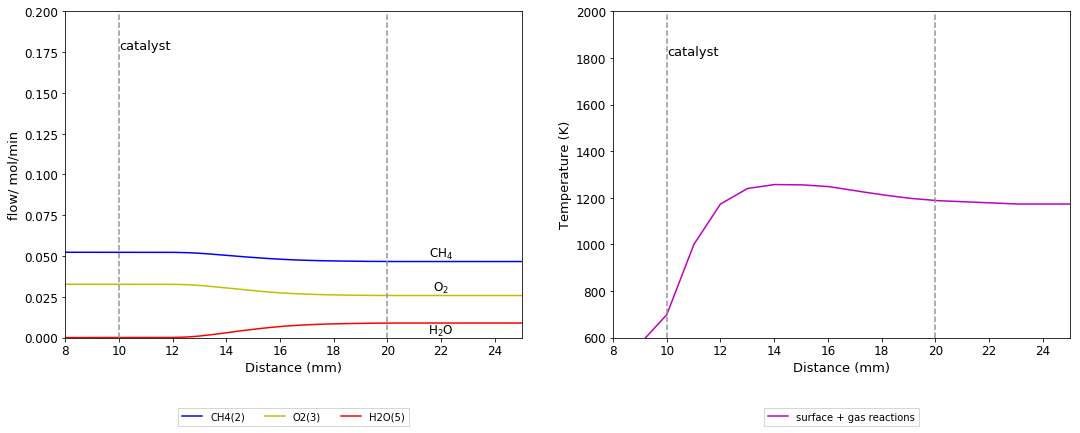 0.200
0.175
0.150
0.125
0.100
0.075
0.050
0.025
0.000
flow/ mol/min
catalyst
CH₄
O₂
H₂O
8 10 12 14 16 18 20 22 24
Distance (mm)
CH4(2) O2(3) H2O(5)
2000
1800
1600
1400
1200
1000
800
600
Temperature (K)
catalyst
8 10 12 14 16 18 20 22 24
Distance (mm)
surface + gas reactions